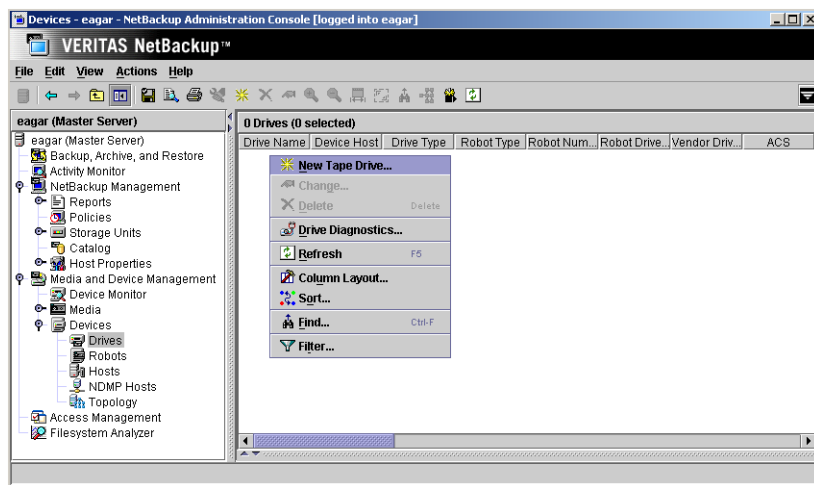 Devices - eagar - NetBackup Administration Console [logged into eagar]
VERITAS NetBackup™
File Edit View Actions Help
eagar (Master Server)
eagar (Master Server)
Backup, Archive, and Restore
Activity Monitor
NetBackup Management
Reports
Policies
Storage Units
Catalog
Host Properties
Media and Device Management
Device Monitor
Media
Devices
Drives
Robots
Hosts
NDMP Hosts
Topology
Access Management
Filesystem Analyzer
0 Drives (0 selected)
Drive Name Device Host Drive Type Robot Type Robot Num... Robot Drive... Vendor Driv... ACS
New Tape Drive...
Change...
Delete Delete
Drive Diagnostics...
Refresh F5
Column Layout...
Sort...
Find... Ctrl-F
Filter...